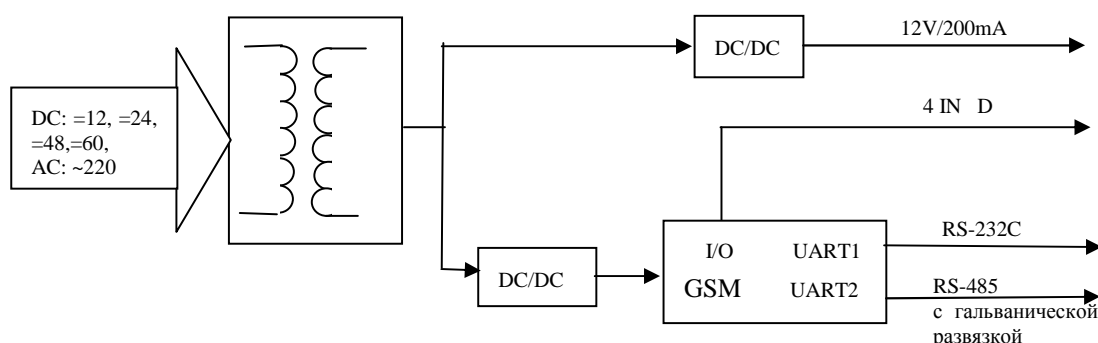 12V/200mA
DC/DC
DC: =12, =24,
=48,=60,
AC: ~220
4 IN D
RS-232C
I/O UART1
DC/DC
GSM UART2
RS-485
с гальванической
развязкой